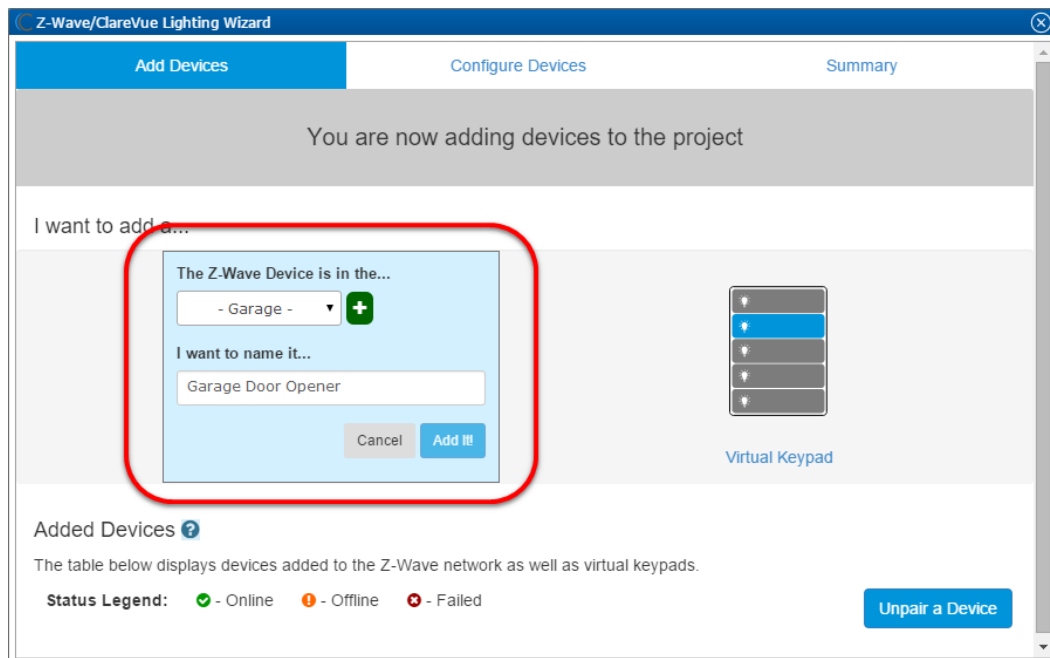 Z-Wave/ClareVue Lighting Wizard
Add Devices Configure Devices Summary
You are now adding devices to the project
I want to add a...
The Z-Wave Device is in the...
- Garage -
I want to name it...
Garage Door Opener
Cancel Add It!
Virtual Keypad
Added Devices ?
The table below displays devices added to the Z-Wave network as well as virtual keypads.
Status Legend: - Online ! - Offline - Failed
Unpair a Device